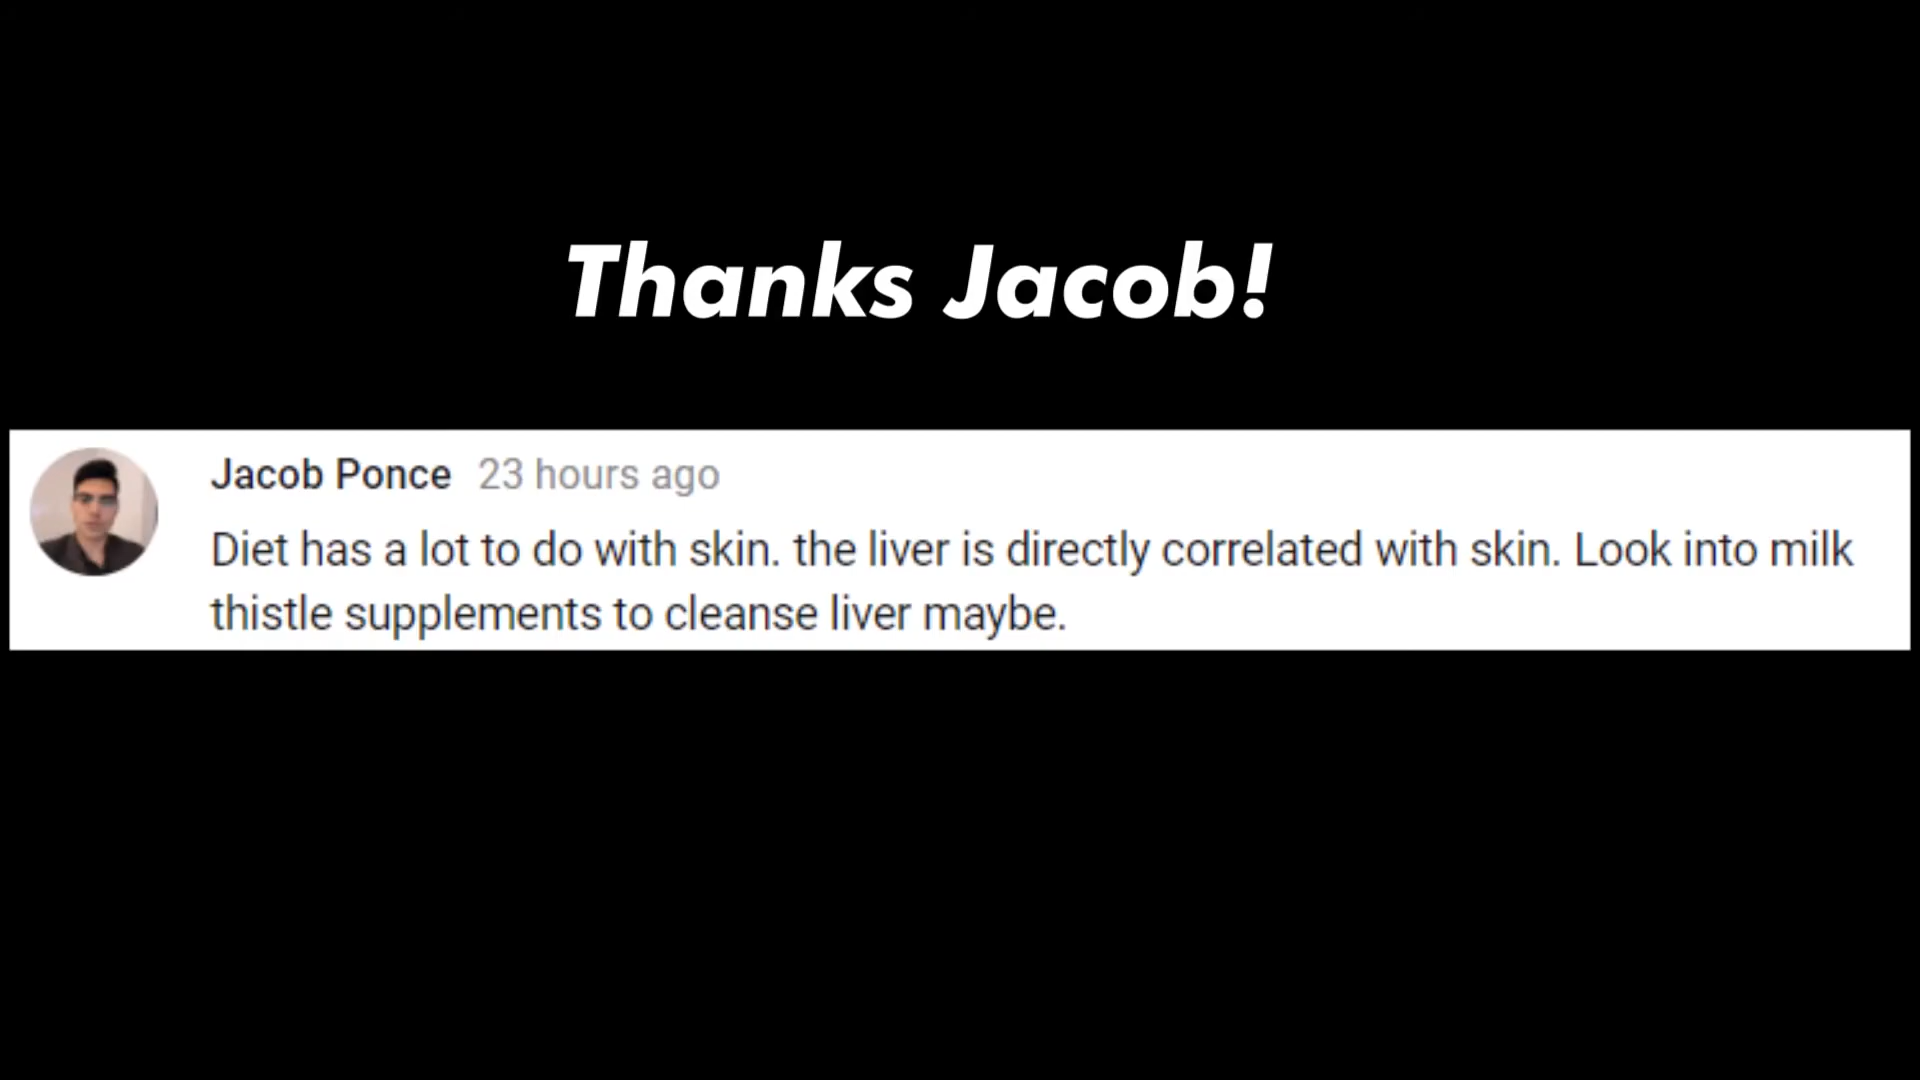 Thanks Jacob!
Jacob Ponce 23 hours ago
Diet has a lot to do with skin. the liver is directly correlated with skin. Look into milk
thistle supplements to cleanse liver maybe.